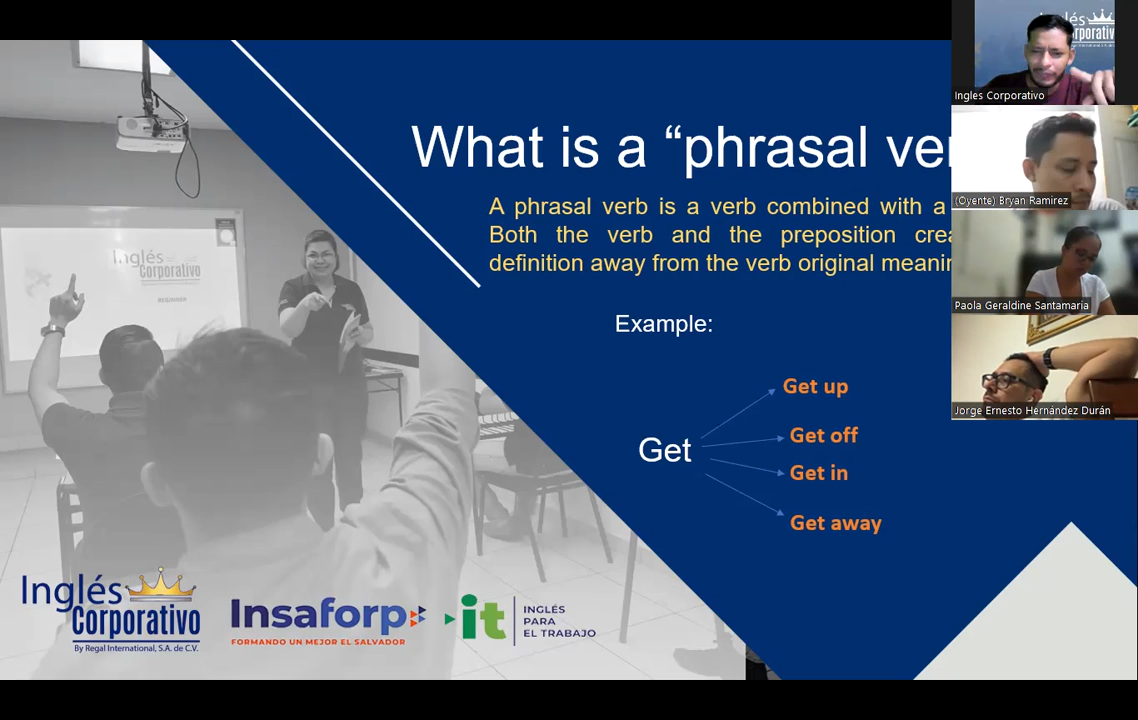 What is a “phrasal
A phrasal verb is a verb combined with a
Both the verb and the preposition
definition away from the verb original
Example:
Get
Get up
Get off
Get in
Get away
Inglés
Corporativo
BEGINNER
Inglés
Corporativo
By Regal International, S.A. de C.V.
Insaforp
FORMANDO UN MEJOR EL SALVADOR
it
INGLÉS
PARA
EL TRABAJO
Ingles Corporativo
(Oyente) Bryan Ramirez
Paola Geraldine Santamaria
Jorge Ernesto Hernández Durán